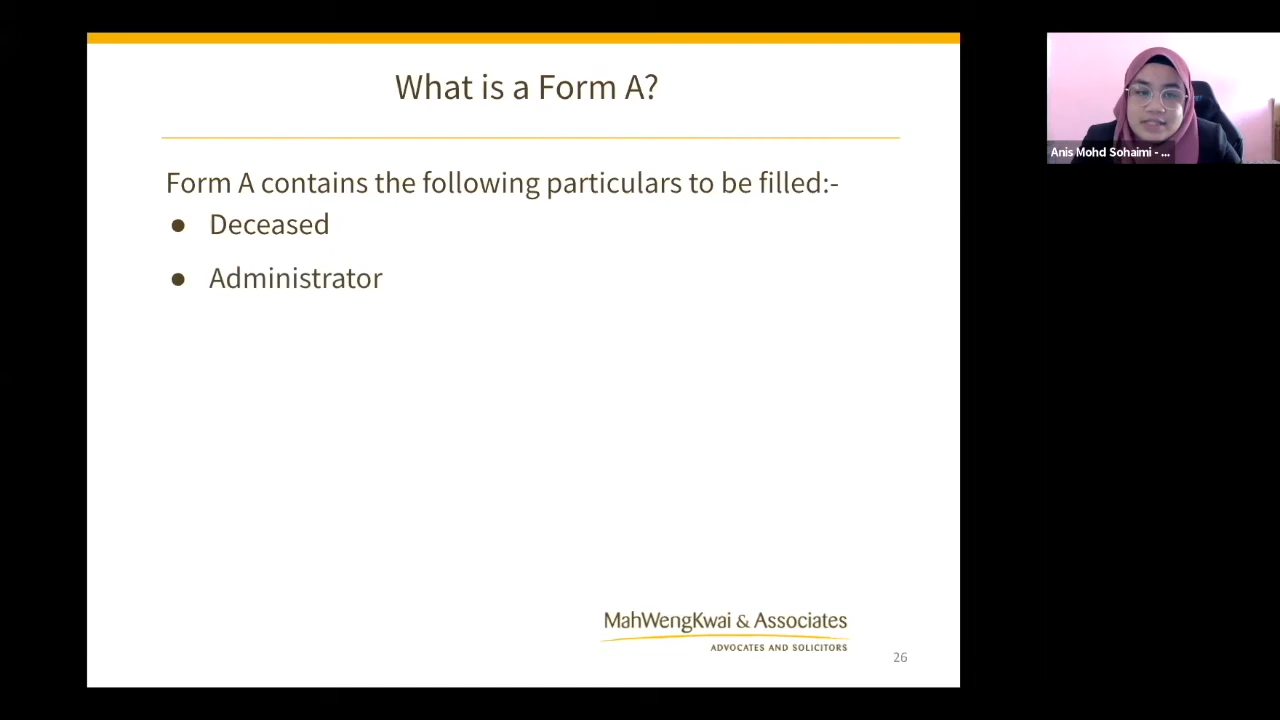 What is a Form A?
Form A contains the following particulars to be filled:-
● Deceased
● Administrator
MahWengKwai & Associates
ADVOCATES AND SOLICITORS
26
Anis Mohd Sohaimi - ...